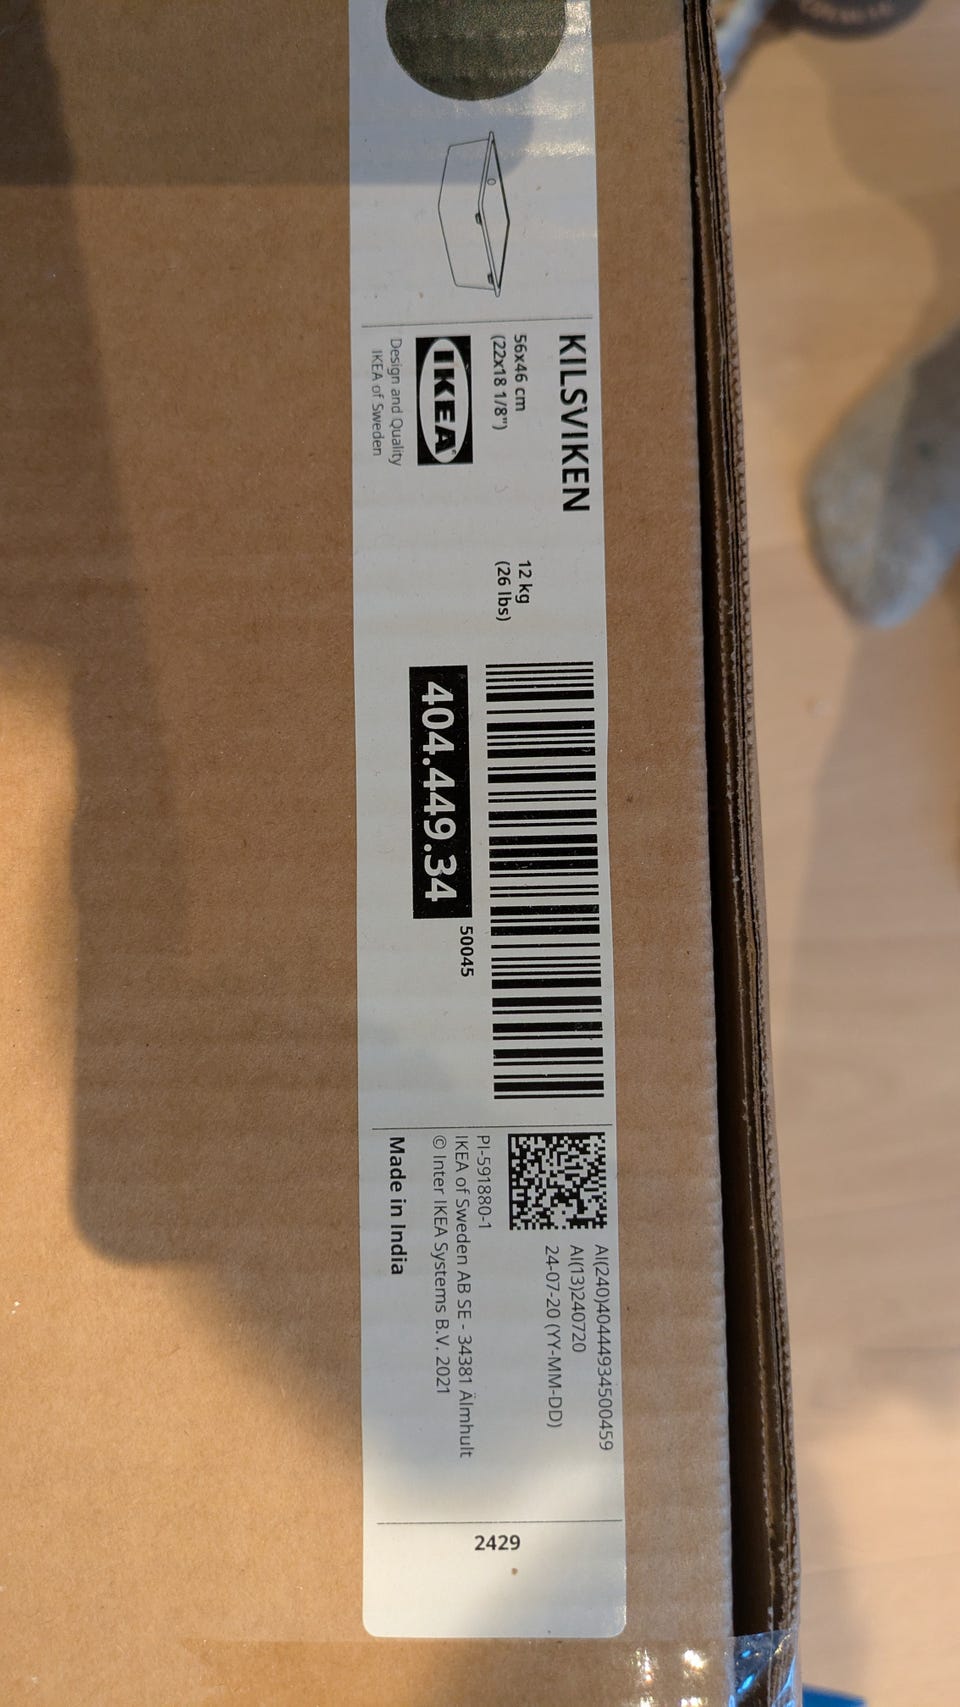 KILSVIKEN
56x46 cm
(22x18 1/8")
12 kg
(26 lbs)
IKEA
Design and Quality
IKEA of Sweden
404.449.34
50045
AI(240)40444934500459
AI(13)240720
24-07-20 (YY-MM-DD)
PI-591880-1
IKEA of Sweden AB SE - 34381 Älmhult
© Inter IKEA Systems B.V. 2021
Made in India
2429